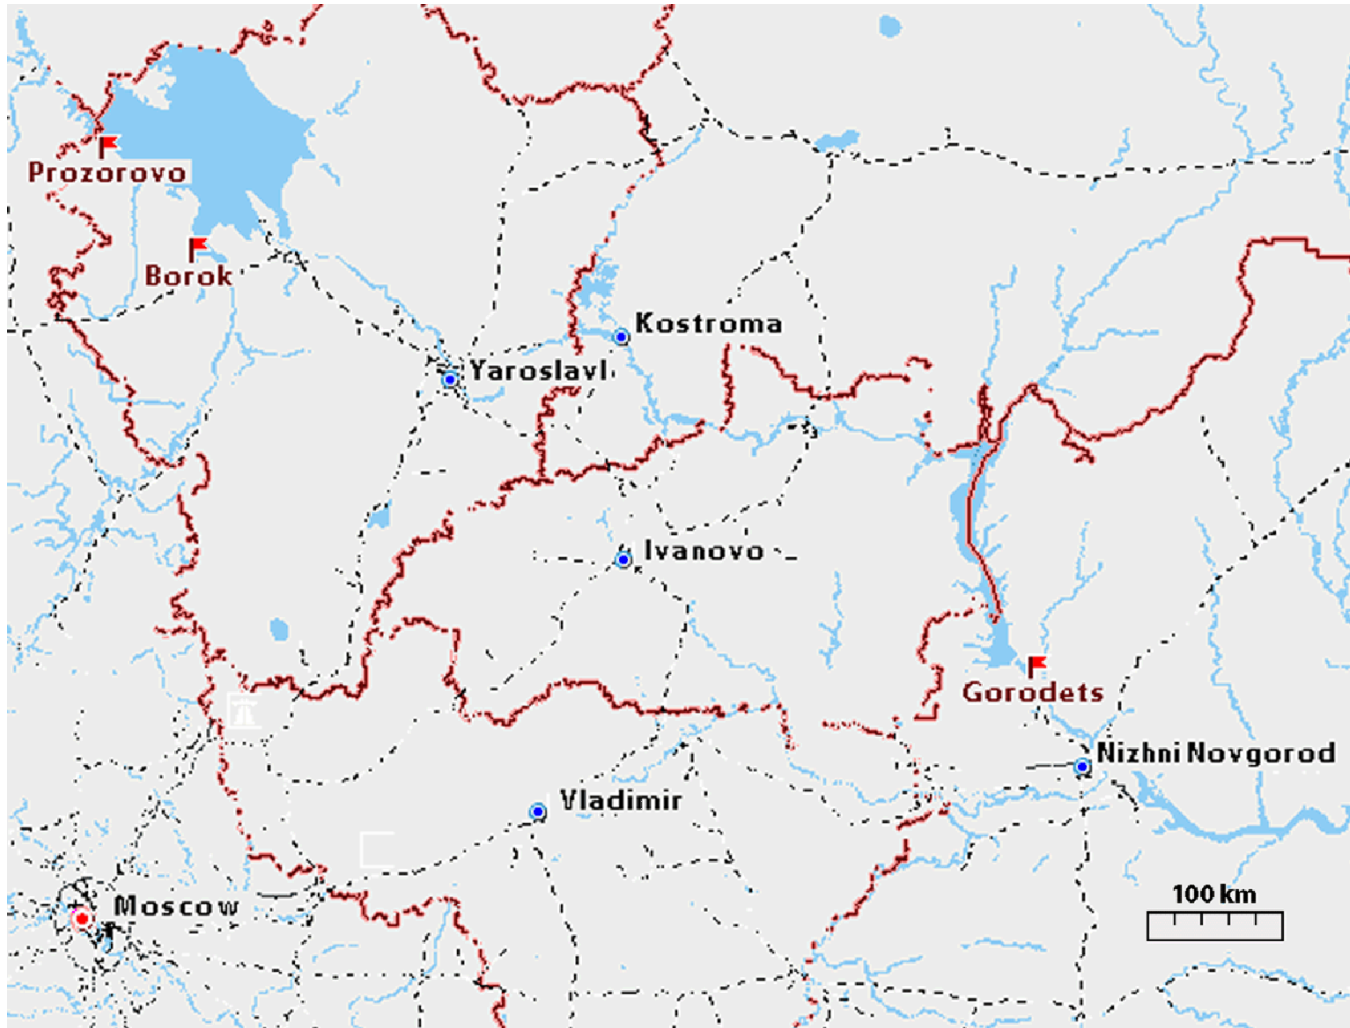 Prozorovo
Borok
Kostroma
Yaroslavl
Ivanovo
Gorodets
Nizhni Novgorod
Vladimir
Moscow
100 km